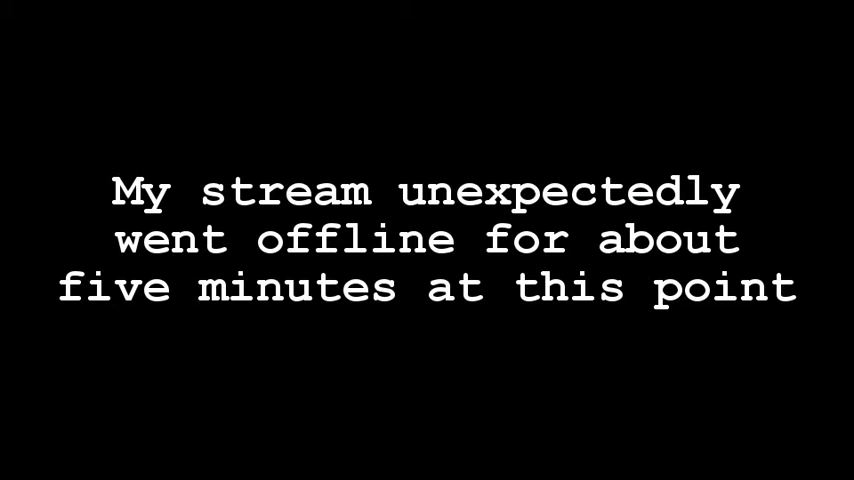 My stream unexpectedly
went offline for about
five minutes at this point